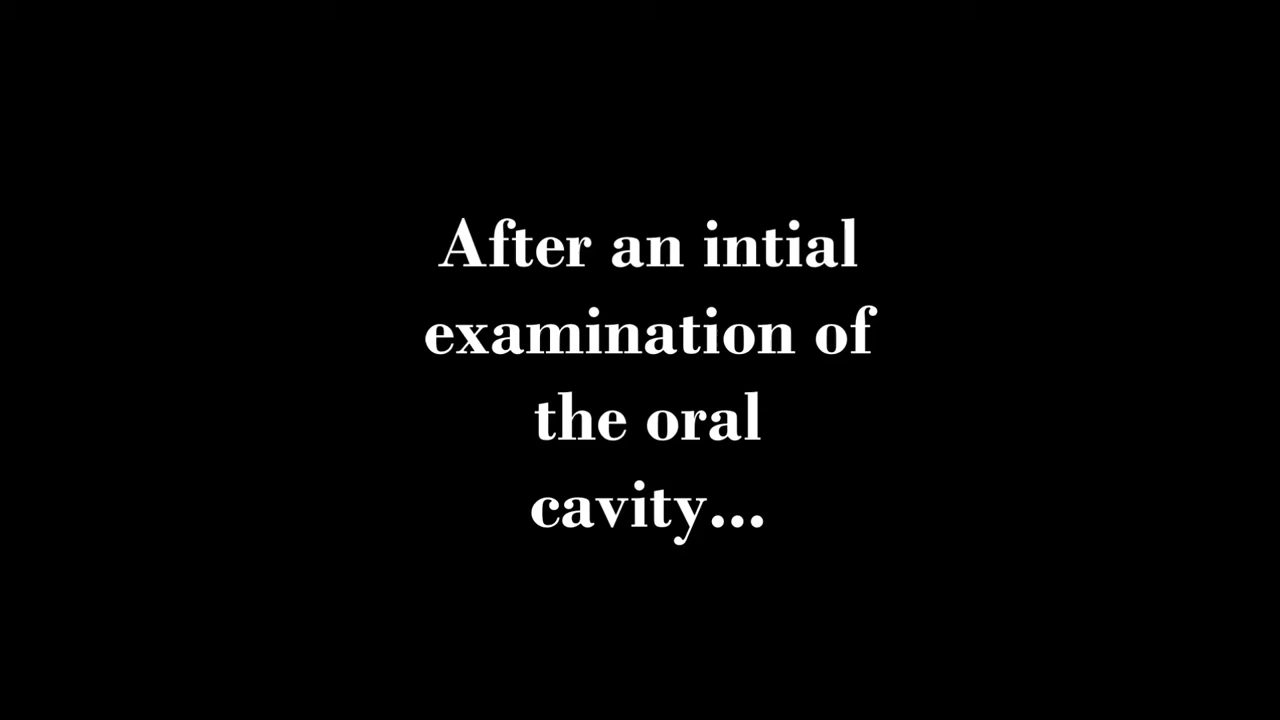 After an intial
examination of
the oral
cavity...